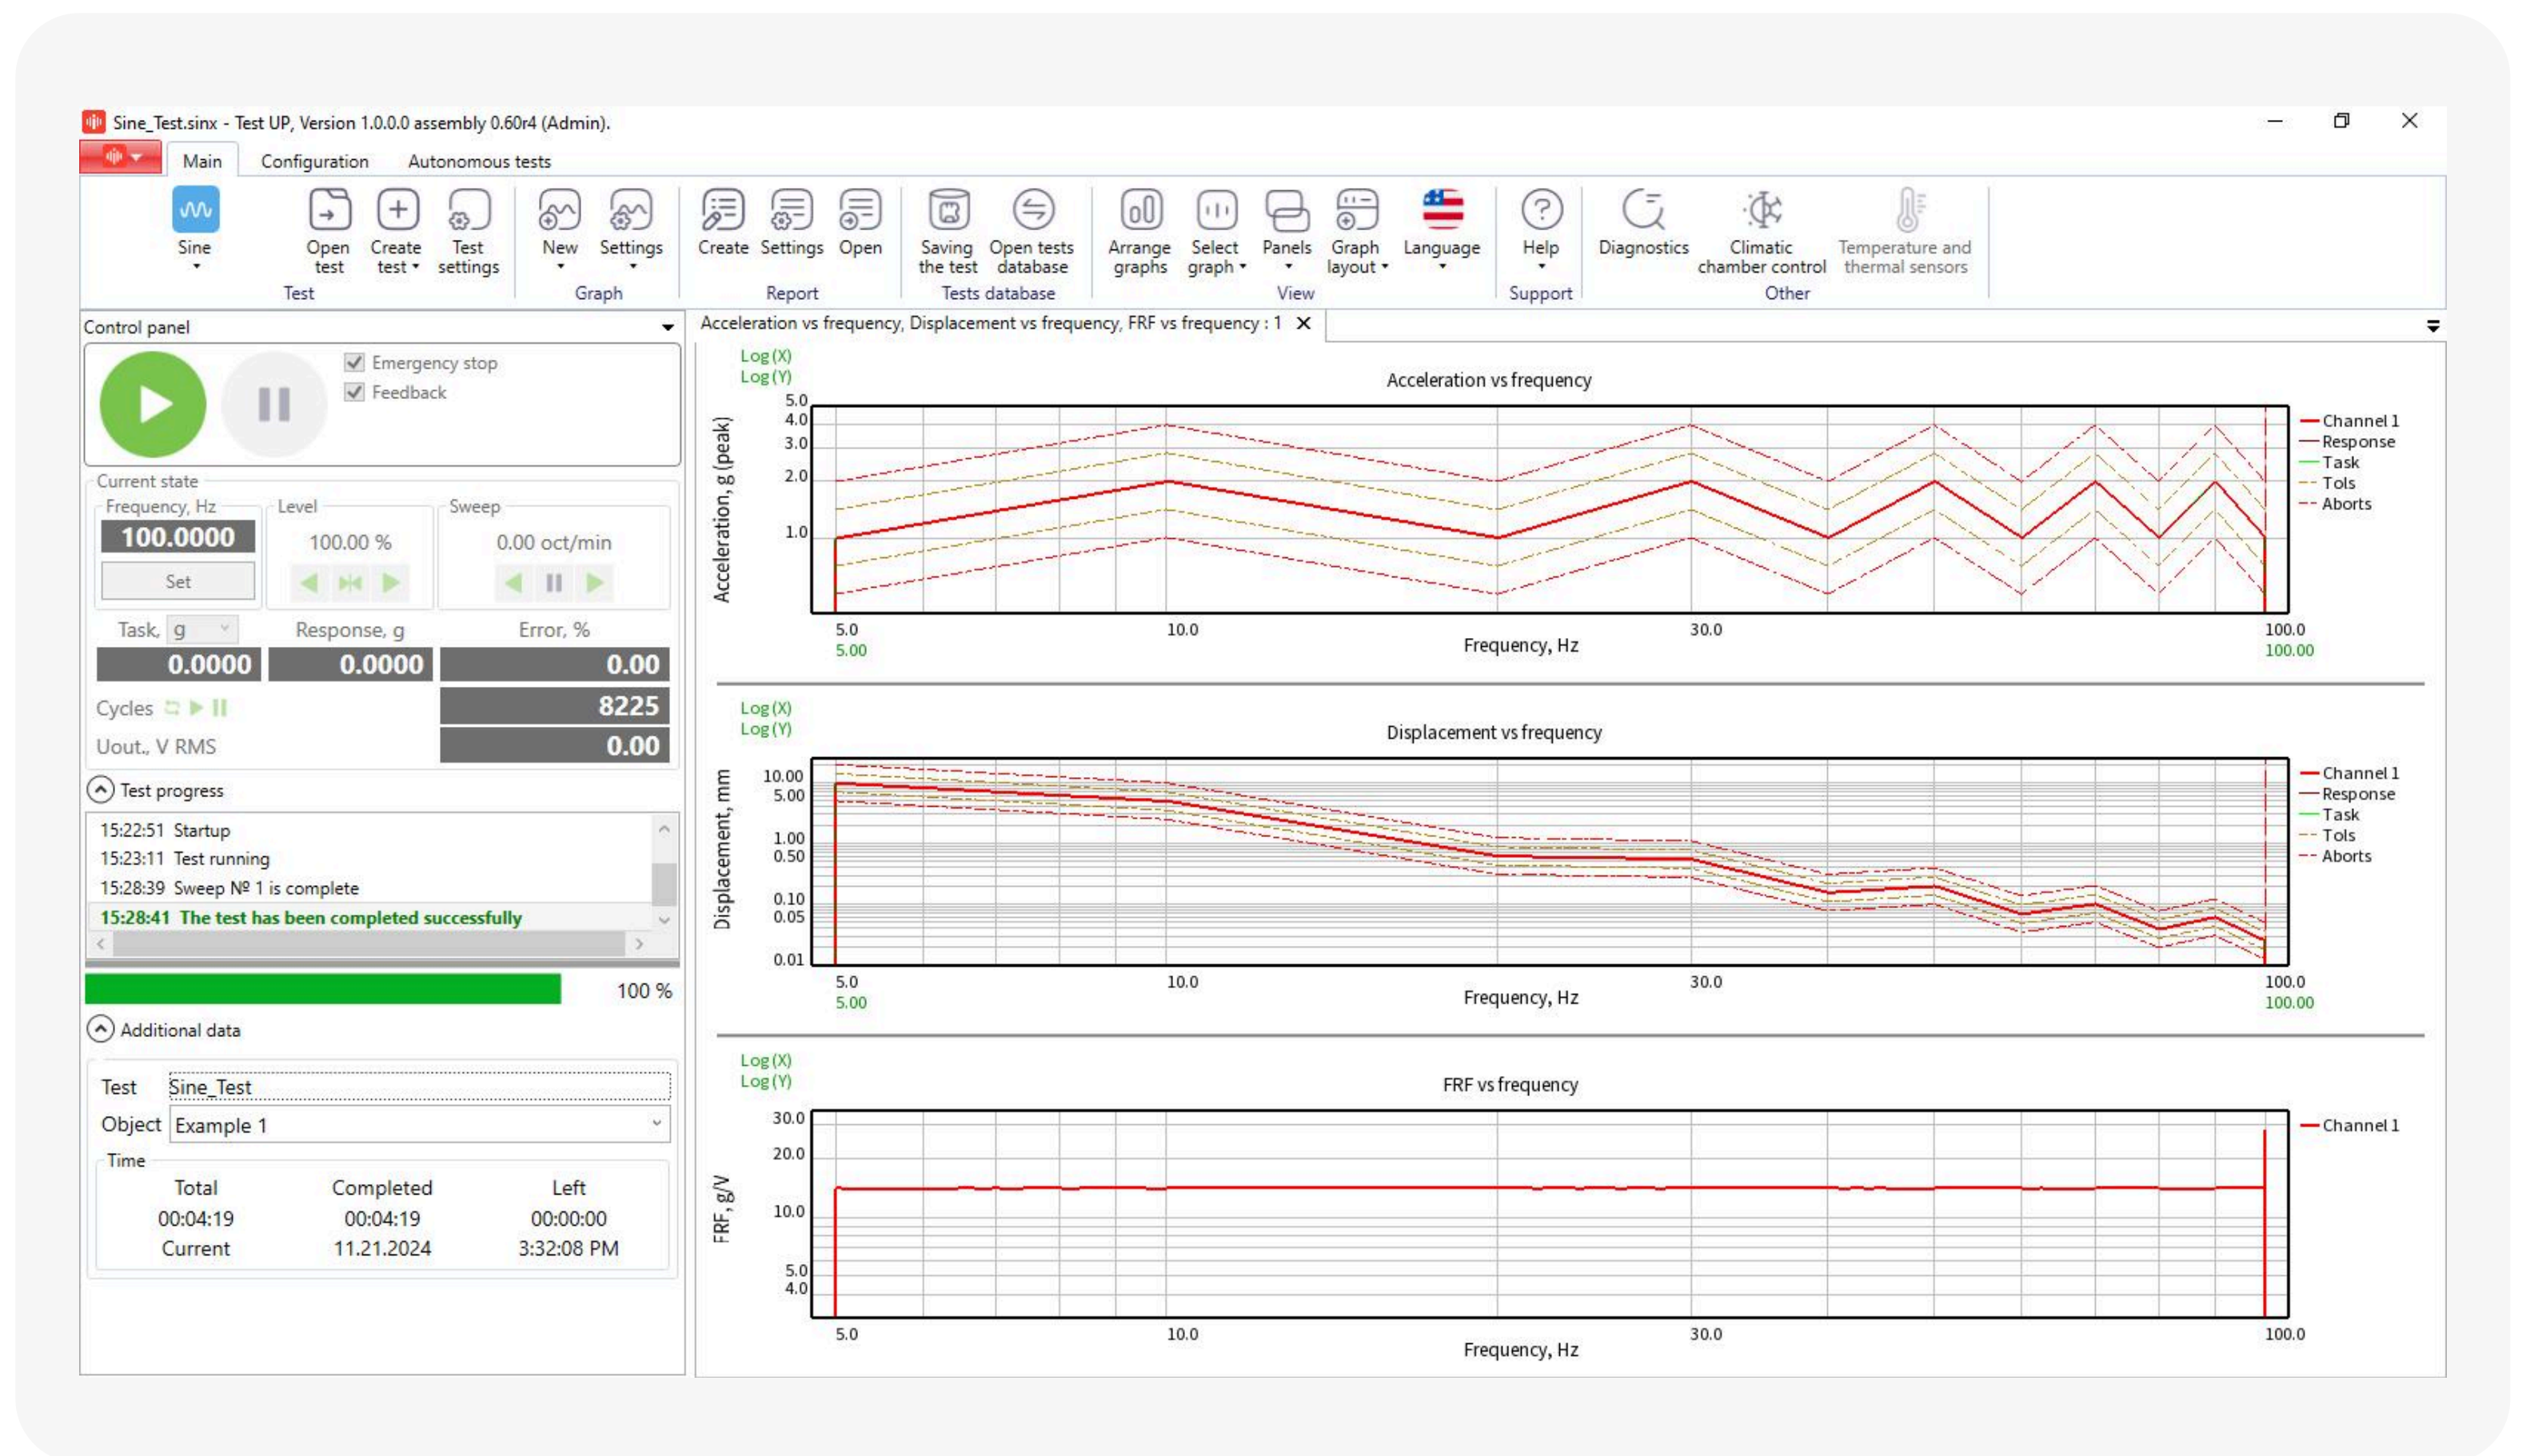 Sine_Test.sinx - Test UP, Version 1.0.0.0 assembly 0.60r4 (Admin).
Main Configuration Autonomous tests
Sine
Open test
Create test
Test settings
Test
New
Settings
Graph
Create
Settings
Open
Report
Saving the test
Open tests database
Tests database
Arrange graphs
Select graph
Panels
Graph layout
Language
View
Help
Support
Diagnostics
Climatic chamber control
Temperature and thermal sensors
Other
Control panel
Emergency stop
Feedback
Current state
Frequency, Hz
100.0000
Set
Level
100.00 %
Sweep
0.00 oct/min
Task, g
Response, g
Error, %
0.0000 0.0000 0.00
Cycles 8225
Uout., V RMS 0.00
Test progress
15:22:51 Startup
15:23:11 Test running
15:28:39 Sweep № 1 is complete
15:28:41 The test has been completed successfully
100 %
Additional data
Test Sine_Test
Object Example 1
Time
Total Completed Left
00:04:19 00:04:19 00:00:00
Current 11.21.2024 3:32:08 PM
Acceleration vs frequency, Displacement vs frequency, FRF vs frequency : 1
Log(X)
Log(Y)
Acceleration vs frequency
Acceleration, g (peak)
5.0
4.0
3.0
2.0
1.0
5.0 10.0 30.0 100.0
Frequency, Hz
5.00 100.00
Channel 1
Response
Task
Tols
Aborts
Log(X)
Log(Y)
Displacement vs frequency
Displacement, mm
10.00
5.00
1.00
0.50
0.10
0.05
0.01
5.0 10.0 30.0 100.0
Frequency, Hz
5.00 100.00
Channel 1
Response
Task
Tols
Aborts
Log(X)
Log(Y)
FRF vs frequency
FRF, g/V
30.0
20.0
10.0
5.0
4.0
5.0 10.0 30.0 100.0
Frequency, Hz
Channel 1